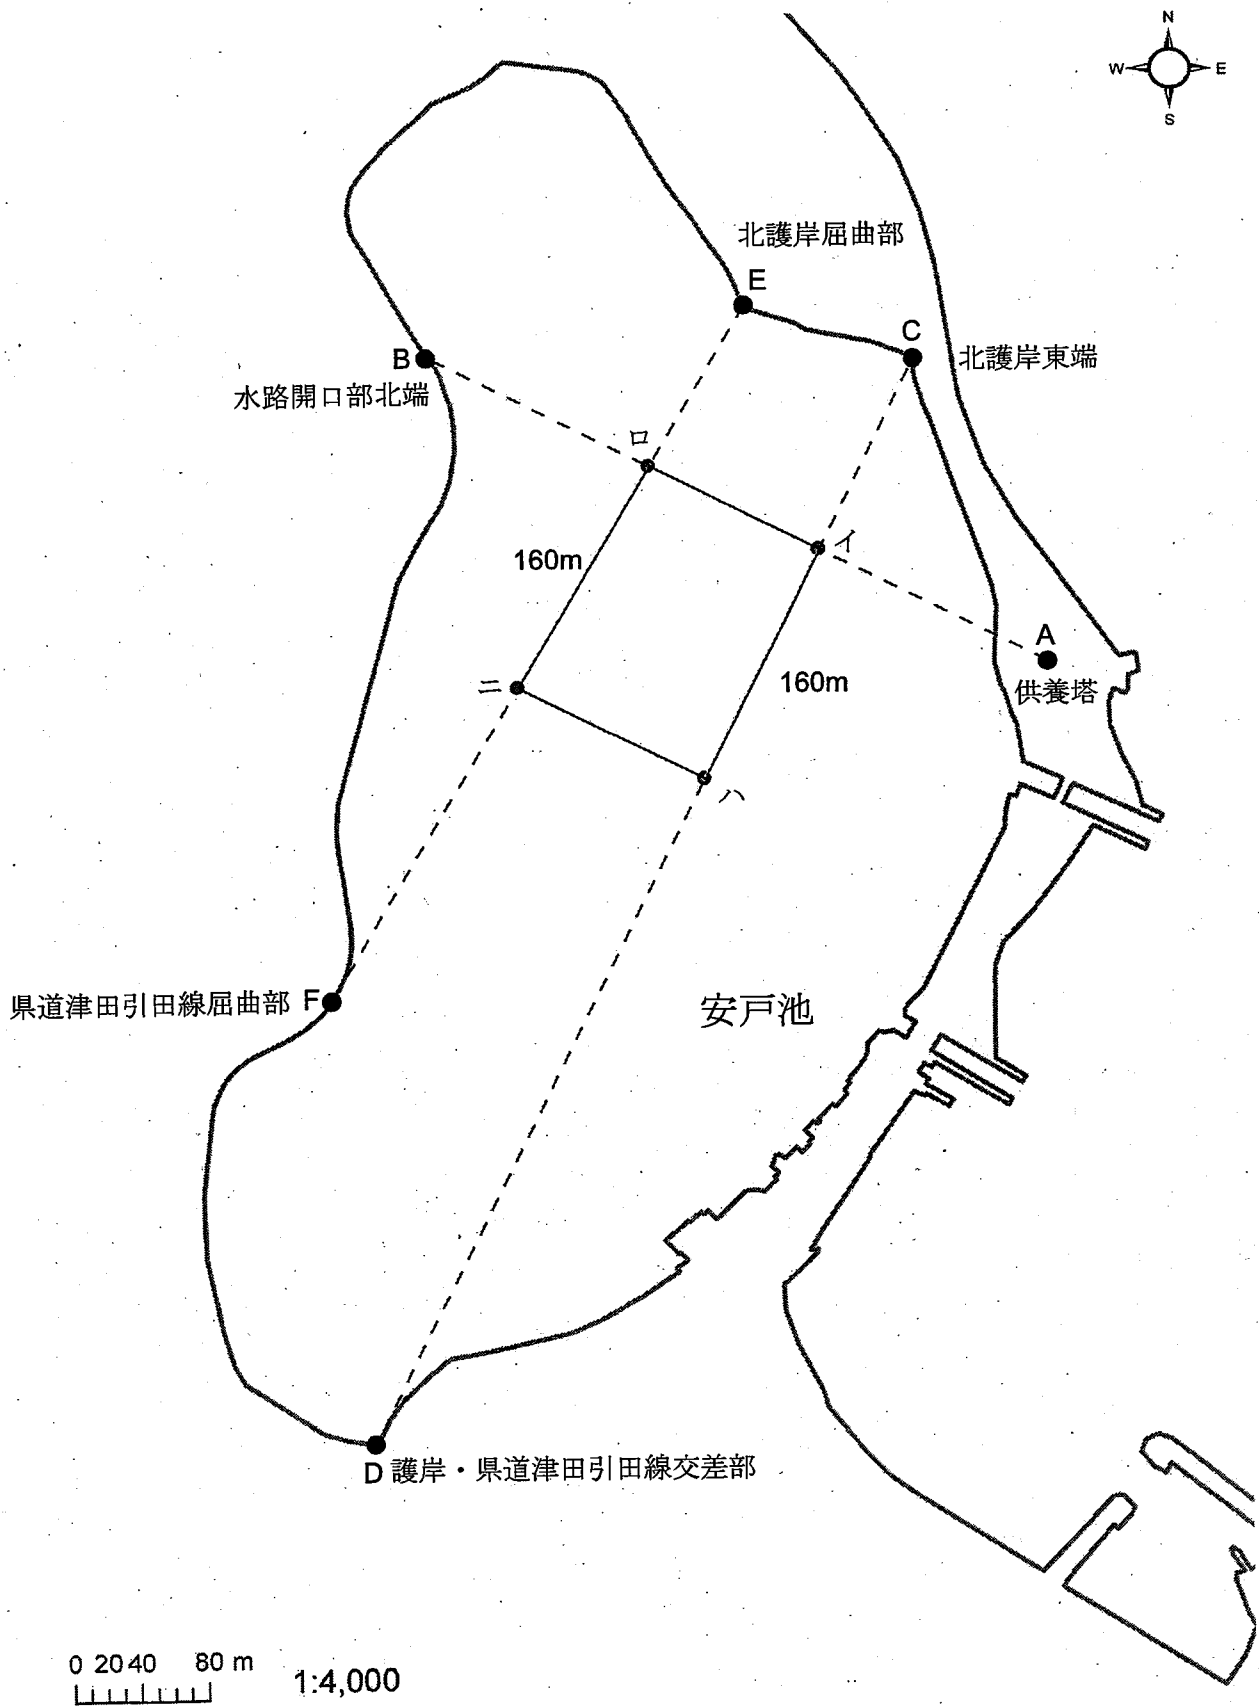 N
W E
S
北護岸屈曲部
E
C
北護岸東端
B
水路開口部北端
ロ
イ
160m
A
供養塔
160m
ニ
ハ
県道津田引田線屈曲部 F
安戸池
D 護岸・県道津田引田線交差部
0 20 40 80 m
1:4,000